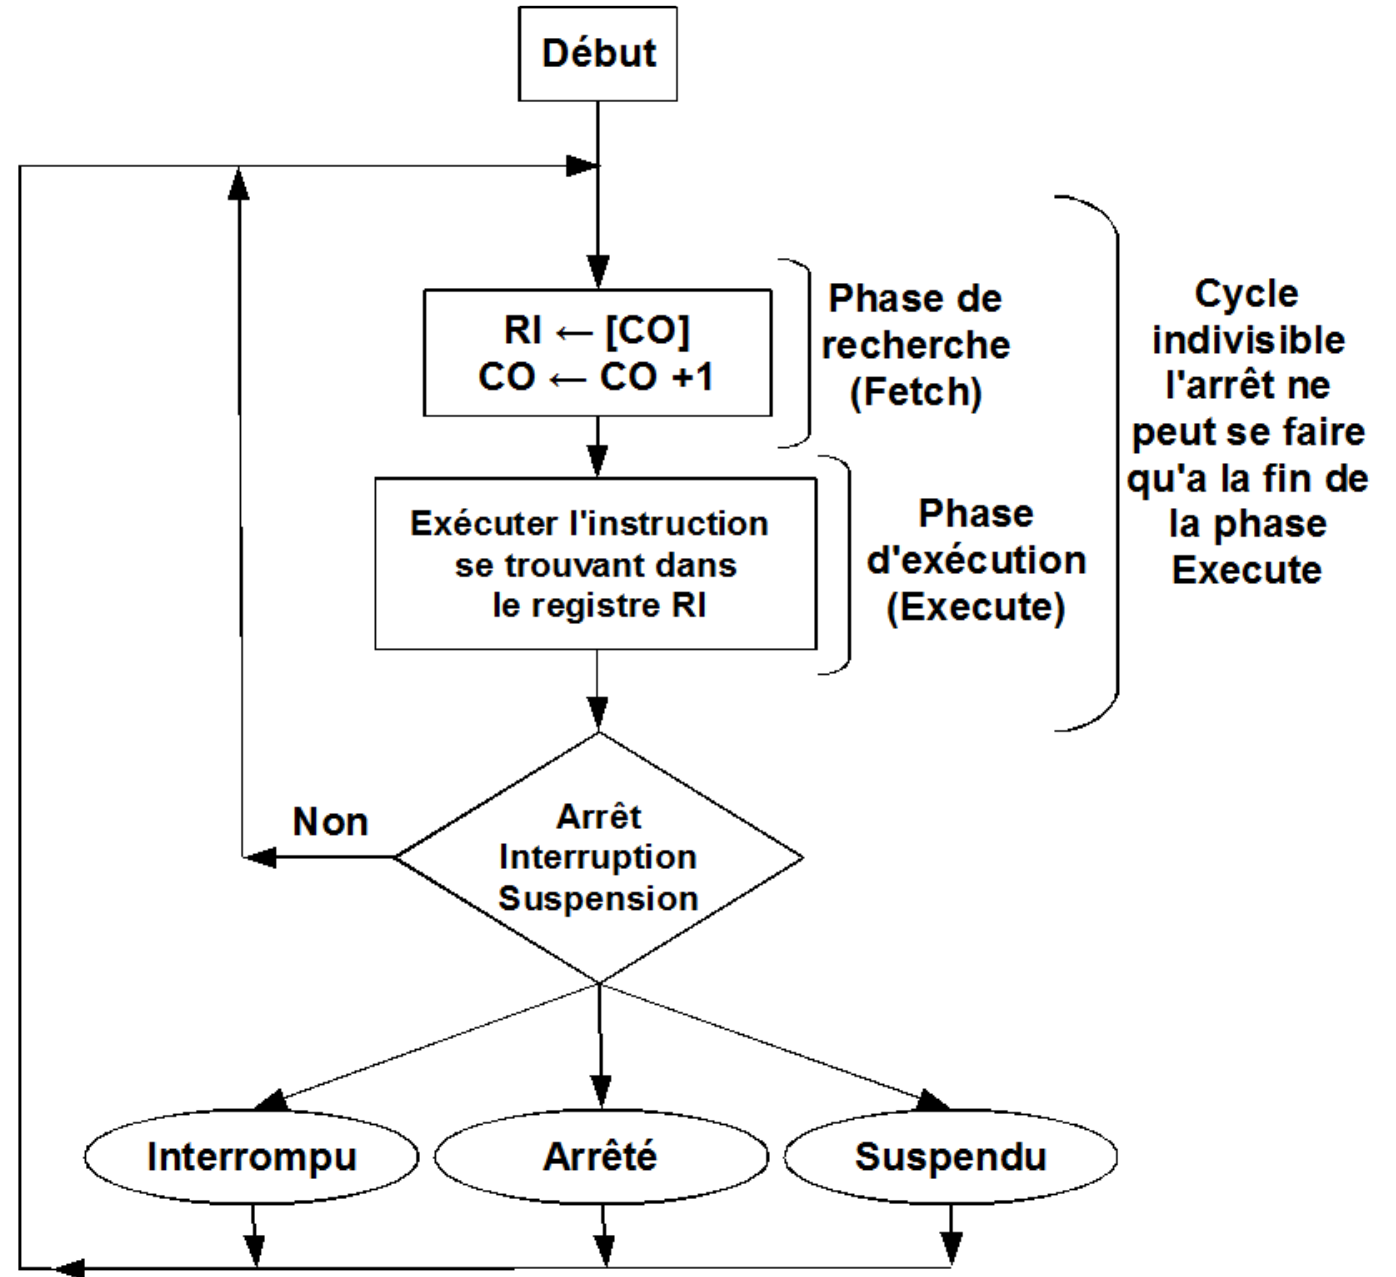 Début
RI ← [CO]
CO ← CO +1
Phase de
recherche
(Fetch)
Cycle
indivisible
l'arrêt ne
peut se faire
qu'a la fin de
la phase
Execute
Exécuter l'instruction
se trouvant dans
le registre RI
Phase
d'exécution
(Execute)
Non
Arrêt
Interruption
Suspension
Interrompu
Arrêté
Suspendu